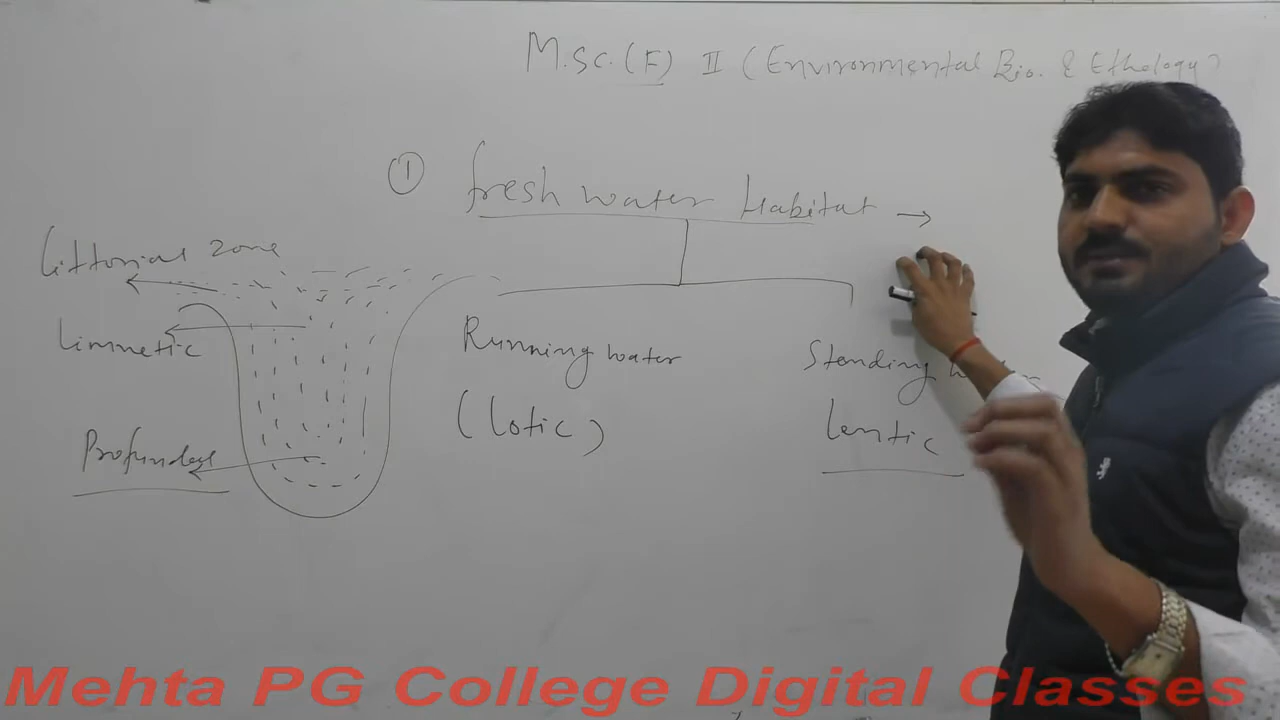 M.Sc. (F) II (Environmental Bio. & Ethology)
① fresh water Habitat →
Littorial zone
Limnetic
Profundal
Running water
(Lotic)
Stending
Lentic
Mehta PG College Digital Classes